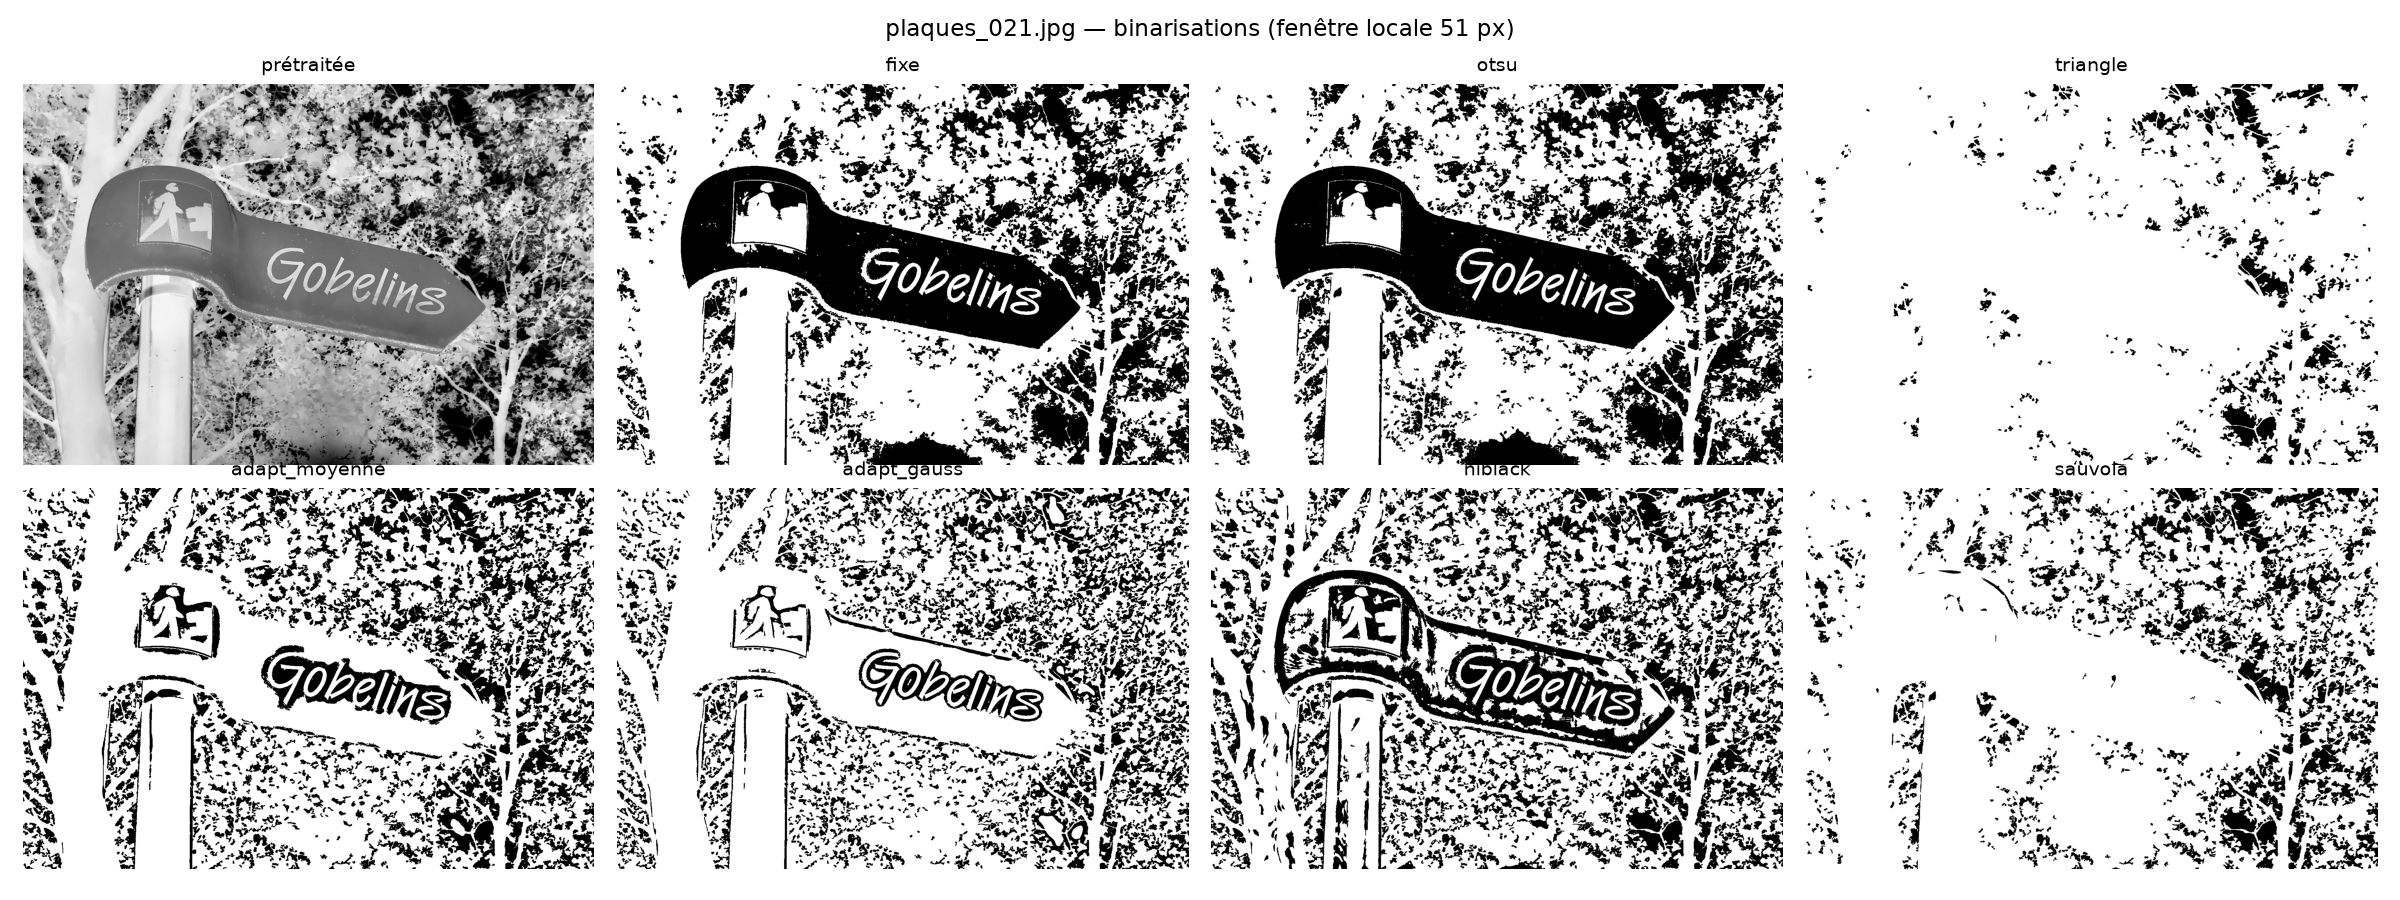 plaques_021.jpg — binarisations (fenêtre locale 51 px)
prétraitée
fixe
otsu
triangle
Gobelins
Gobelins
Gobelins
adapt_moyenne
adapt_gauss
niblack
sauvola
Gobelins
Gobelins
Gobelins